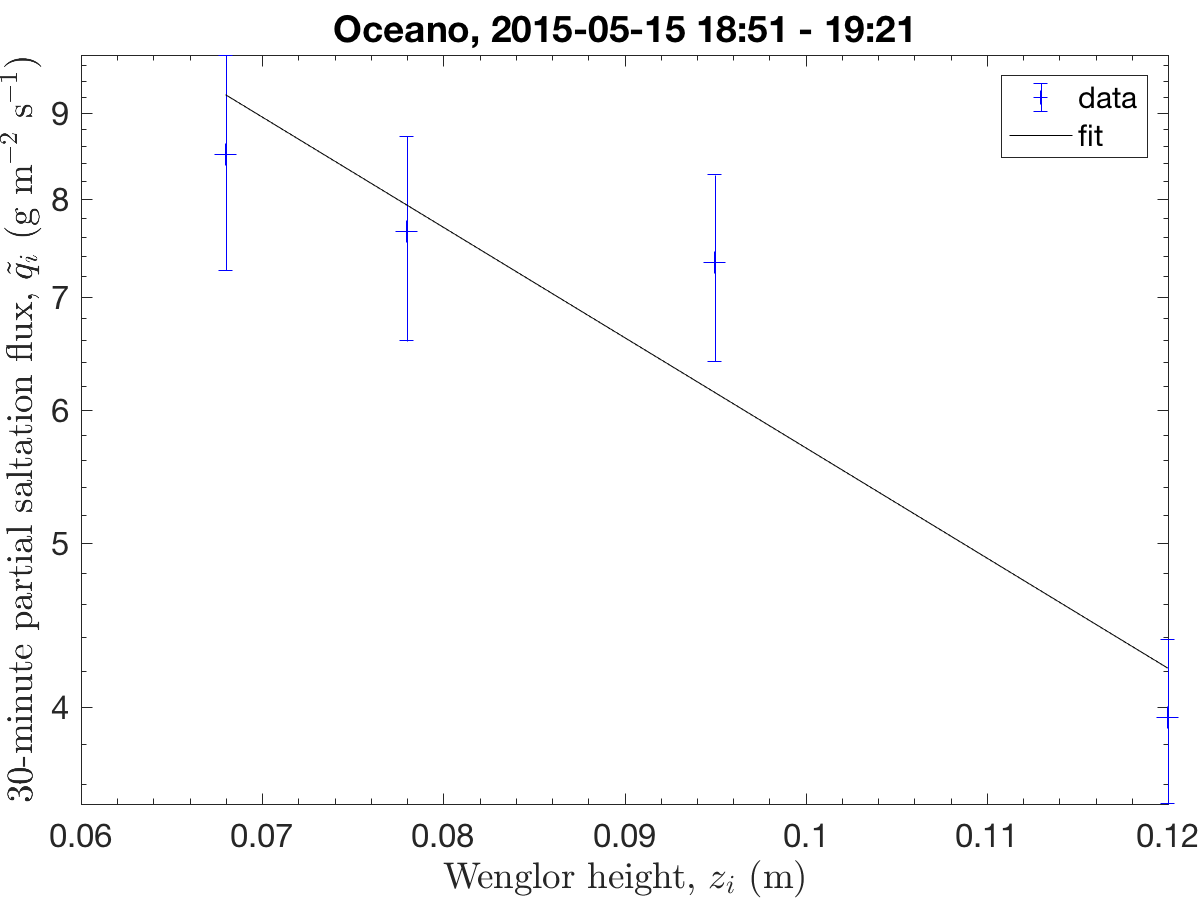 Oceano, 2015-05-15 18:51 - 19:21
30-minute partial saltation flux, q̃ᵢ (g m⁻² s⁻¹)
9
8
7
6
5
4
data
fit
0.06 0.07 0.08 0.09 0.1 0.11 0.12
Wenglor height, zᵢ (m)